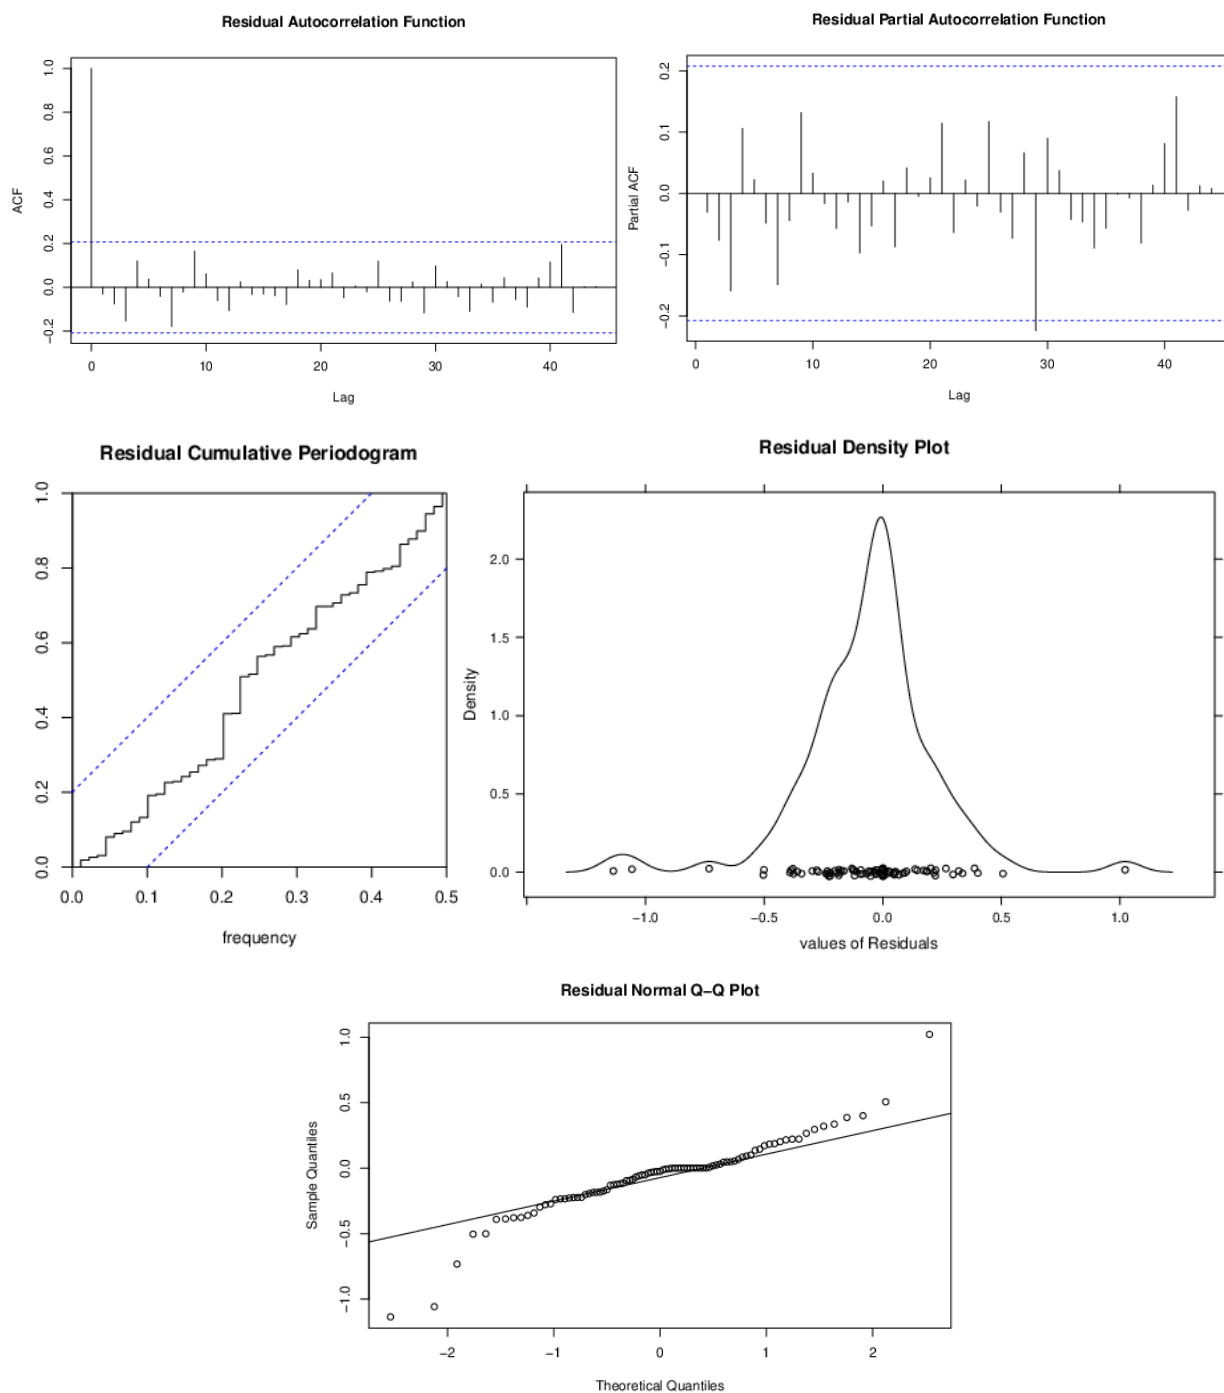 Residual Autocorrelation Function
ACF
1.0
0.8
0.6
0.4
0.2
0.0
−0.2
0 10 20 30 40
Lag
Residual Partial Autocorrelation Function
Partial ACF
0.2
0.1
0.0
−0.1
−0.2
0 10 20 30 40
Lag
Residual Cumulative Periodogram
1.0
0.8
0.6
0.4
0.2
0.0
0.0 0.1 0.2 0.3 0.4 0.5
frequency
Residual Density Plot
Density
2.0
1.5
1.0
0.5
0.0
−1.0 −0.5 0.0 0.5 1.0
values of Residuals
Residual Normal Q−Q Plot
Sample Quantiles
1.0
0.5
0.0
−0.5
−1.0
−2 −1 0 1 2
Theoretical Quantiles